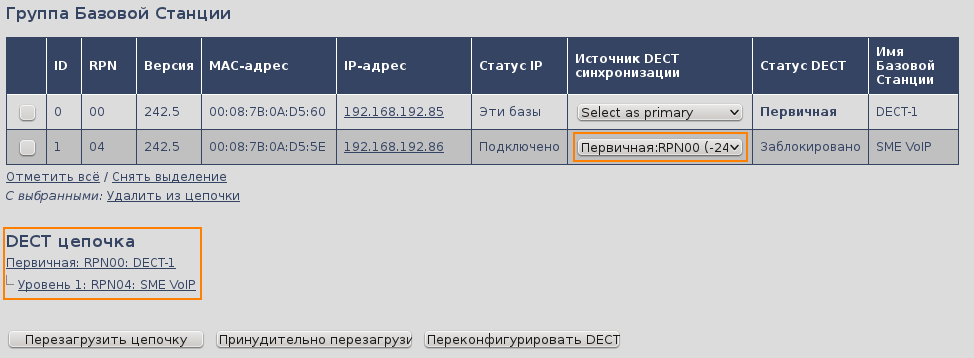 Группа Базовой Станции
ID RPN Версия MAC-адрес IP-адрес Статус IP Источник DECT синхронизации Статус DECT Имя Базовой Станции
0 00 242.5 00:08:7B:0A:D5:60 192.168.192.85 Эти базы Select as primary Первичная DECT-1
1 04 242.5 00:08:7B:0A:D5:5E 192.168.192.86 Подключено Первичная:RPN00 (-24 Заблокировано SME VoIP
Отметить всё / Снять выделение
С выбранными: Удалить из цепочки
DECT цепочка
Первичная: RPN00: DECT-1
Уровень 1: RPN04: SME VoIP
Перезагрузить цепочку Принудительно перезагрузи Переконфигурировать DECT